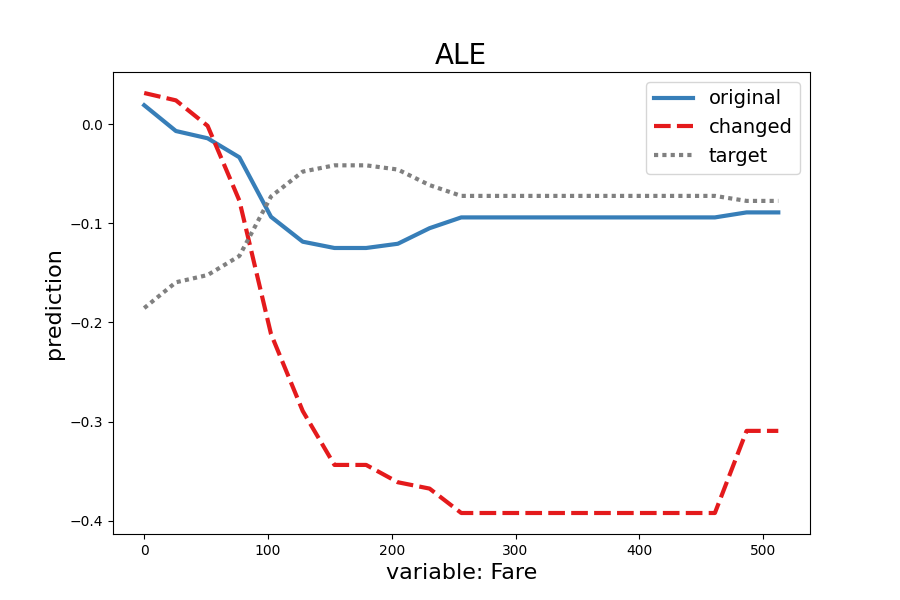 ALE
original
changed
target
0.0
−0.1
−0.2
−0.3
−0.4
prediction
0 100 200 300 400 500
variable: Fare